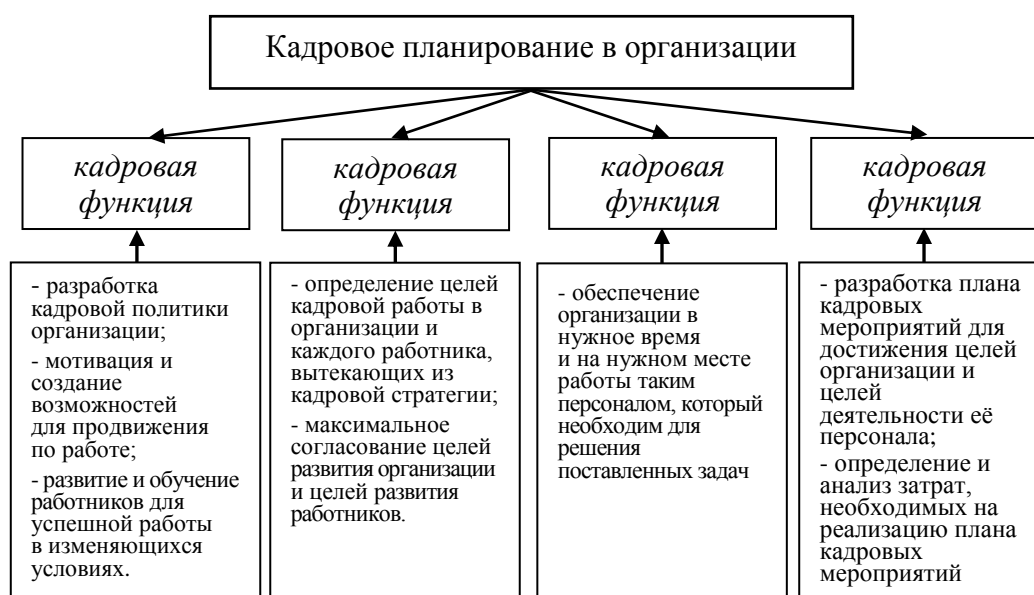 Кадровое планирование в организации
кадровая
функция
кадровая
функция
кадровая
функция
кадровая
функция
- разработка
кадровой политики
организации;
- мотивация и
создание
возможностей
для продвижения
по работе;
- развитие и обучение
работников для
успешной работы
в изменяющихся
условиях.
- определение целей
кадровой работы в
организации и
каждого работника,
вытекающих из
кадровой стратегии;
- максимальное
согласование целей
развития организации
и целей развития
работников.
- обеспечение
организации в
нужное время
и на нужном месте
работы таким
персоналом, который
необходим для
решения
поставленных задач
- разработка плана
кадровых
мероприятий для
достижения целей
организации и
целей
деятельности её
персонала;
- определение и
анализ затрат,
необходимых на
реализацию плана
кадровых
мероприятий